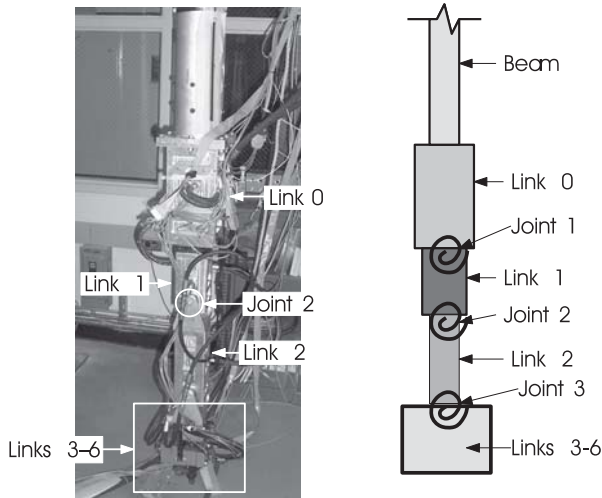 Link 0
Link 1
Joint 2
Link 2
Links 3–6
Beam
Link 0
Joint 1
Link 1
Joint 2
Link 2
Joint 3
Links 3-6